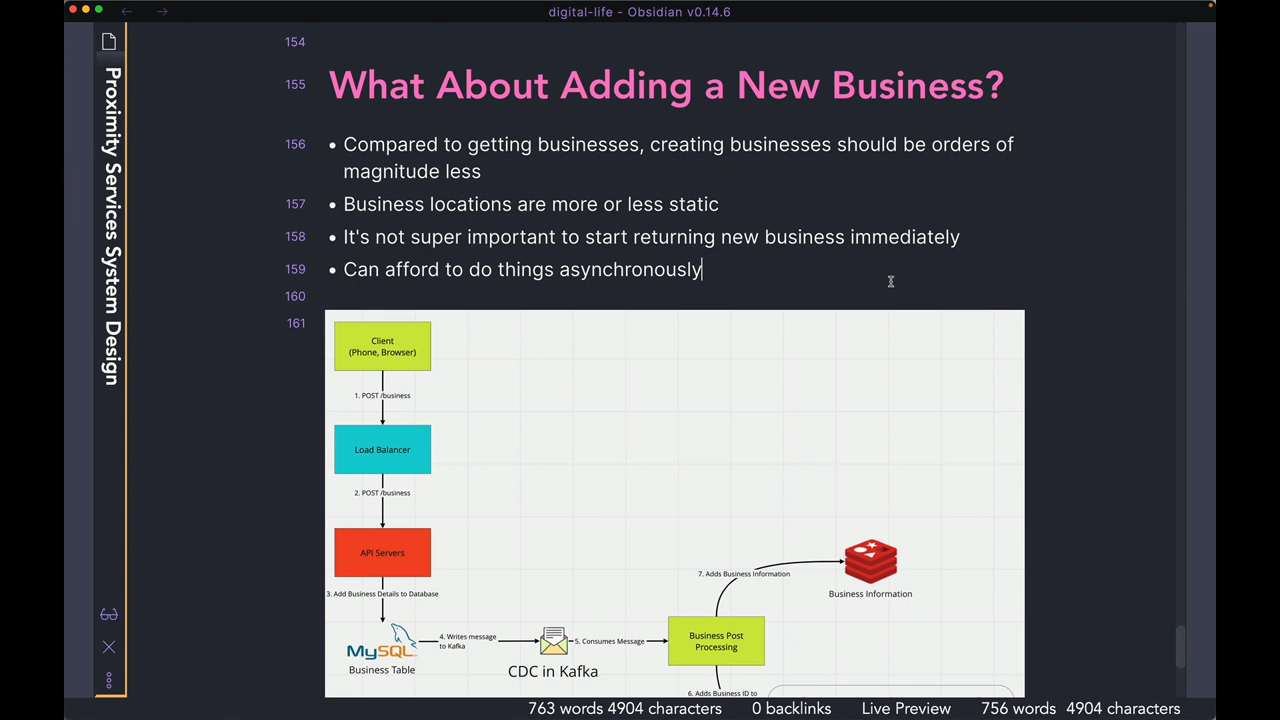 digital-life - Obsidian v0.14.6
Proximity Services System Design
154
155 What About Adding a New Business?
156 • Compared to getting businesses, creating businesses should be orders of
magnitude less
157 • Business locations are more or less static
158 • It's not super important to start returning new business immediately
159 • Can afford to do things asynchronously
160
161
Client
(Phone, Browser)
1. POST /business
Load Balancer
2. POST /business
API Servers
3. Add Business Details to Database
MySQL
Business Table
4. Writes message
to Kafka
CDC in Kafka
5. Consumes Message
Business Post
Processing
7. Adds Business Information
Business Information
6. Adds Business ID to
763 words 4904 characters
0 backlinks
Live Preview
756 words 4904 characters